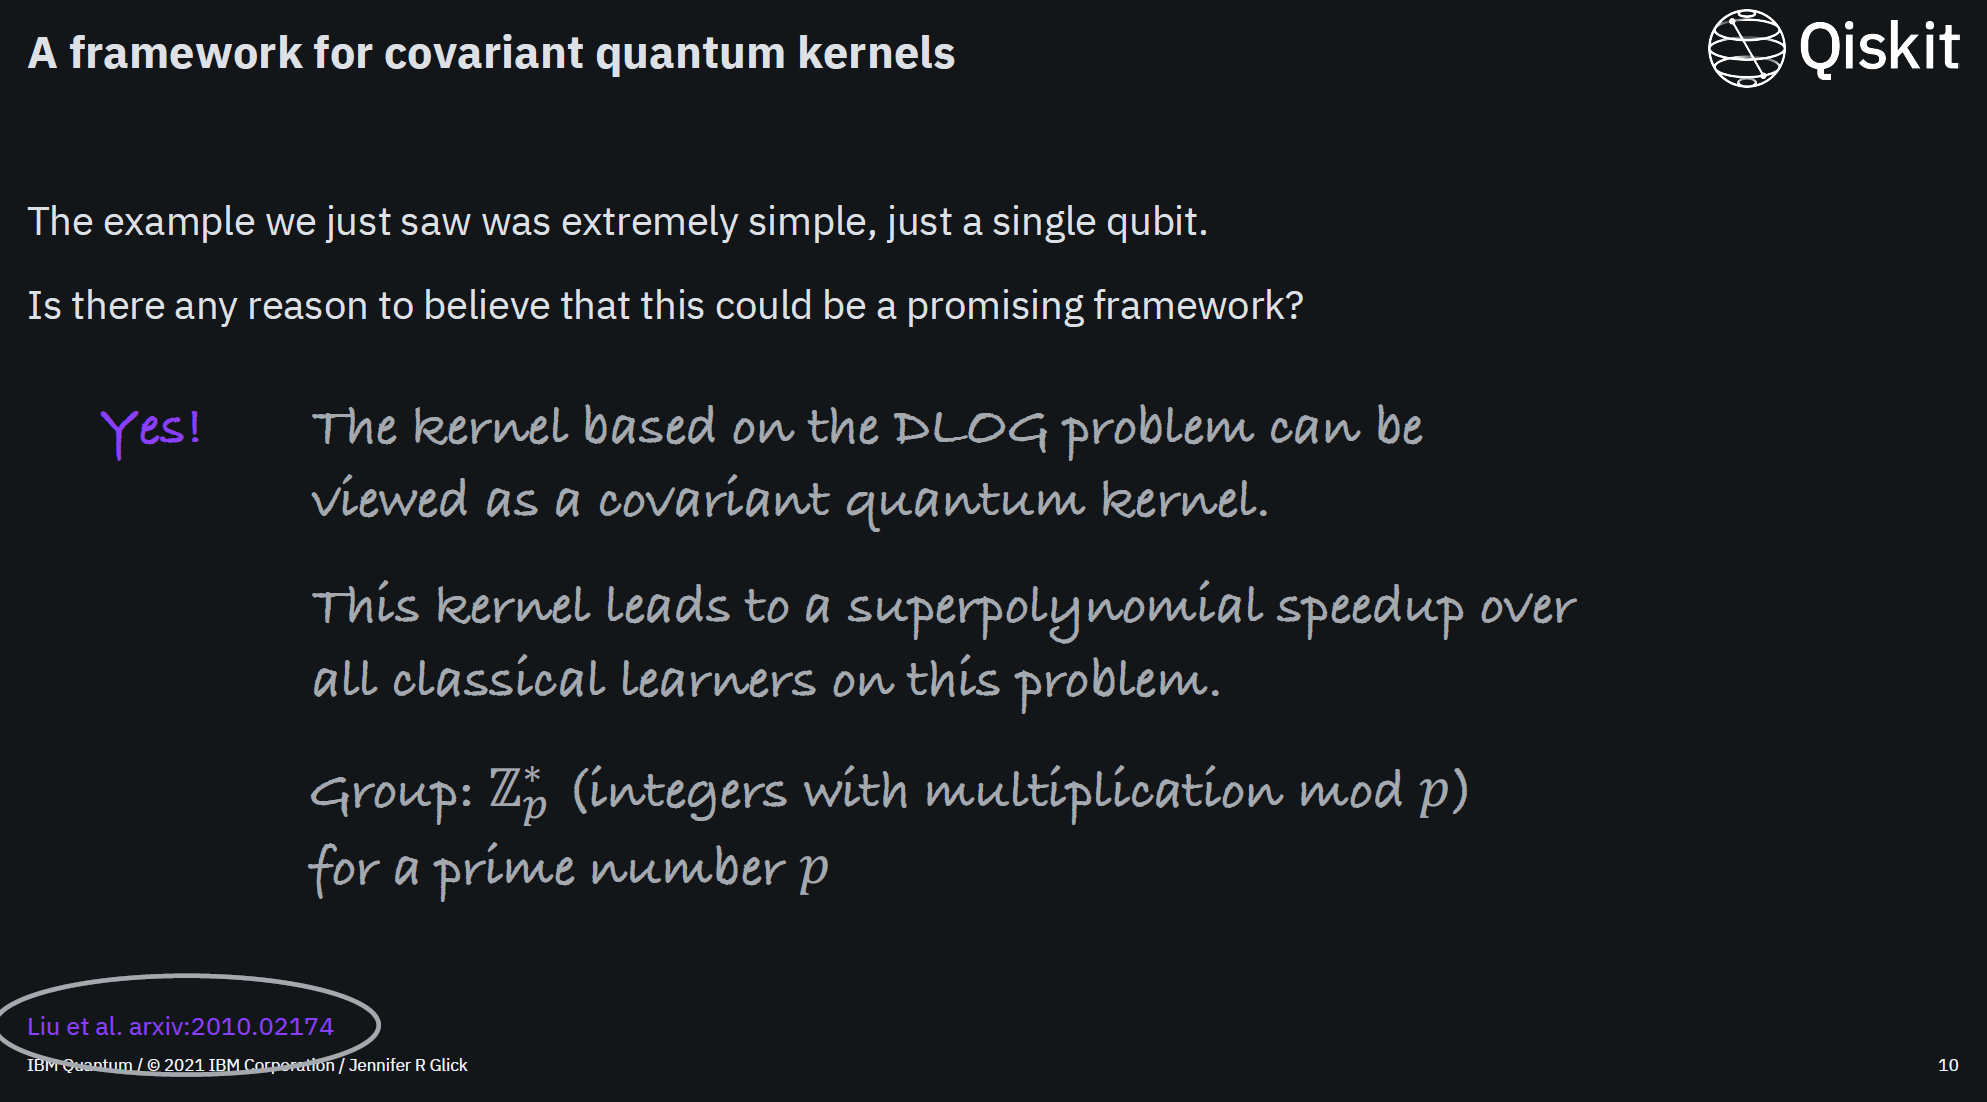 A framework for covariant quantum kernels
Qiskit
The example we just saw was extremely simple, just a single qubit.
Is there any reason to believe that this could be a promising framework?
Yes!
The kernel based on the DLOG problem can be
viewed as a covariant quantum kernel.
This kernel leads to a superpolynomial speedup over
all classical learners on this problem.
Group: ℤ*ₚ (integers with multiplication mod p)
for a prime number p
Liu et al. arxiv:2010.02174
IBM Quantum / © 2021 IBM Corporation / Jennifer R Glick
10